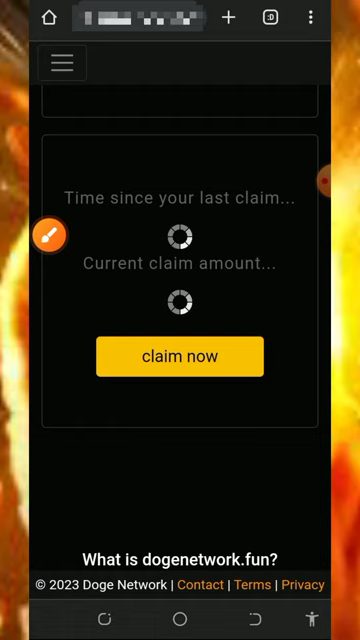 :D
Time since your last claim...
Current claim amount...
claim now
What is dogenetwork.fun?
© 2023 Doge Network | Contact | Terms | Privacy